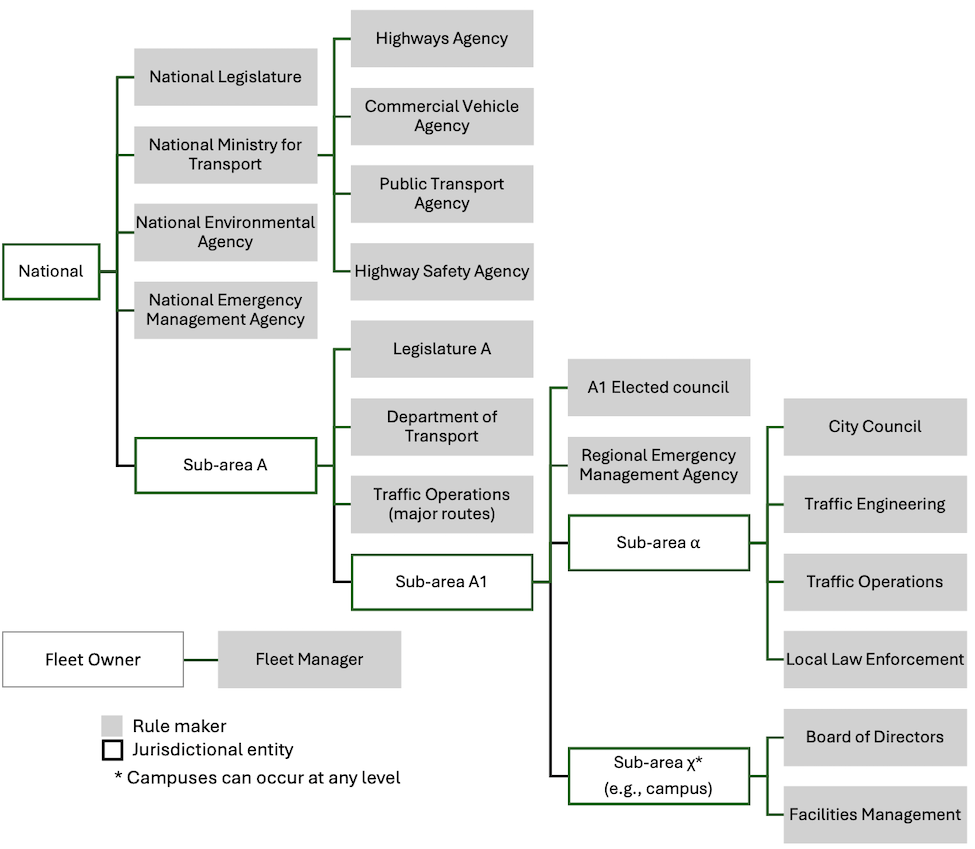 Highways Agency
National Legislature
Commercial Vehicle
Agency
National Ministry for
Transport
Public Transport
Agency
National Environmental
Agency
Highway Safety Agency
National
National Emergency
Management Agency
Legislature A
A1 Elected council
Department of
Transport
City Council
Sub-area A
Regional Emergency
Management Agency
Traffic Operations
(major routes)
Traffic Engineering
Sub-area α
Sub-area A1
Traffic Operations
Fleet Owner
Fleet Manager
Local Law Enforcement
Rule maker
Jurisdictional entity
* Campuses can occur at any level
Board of Directors
Sub-area χ*
(e.g., campus)
Facilities Management